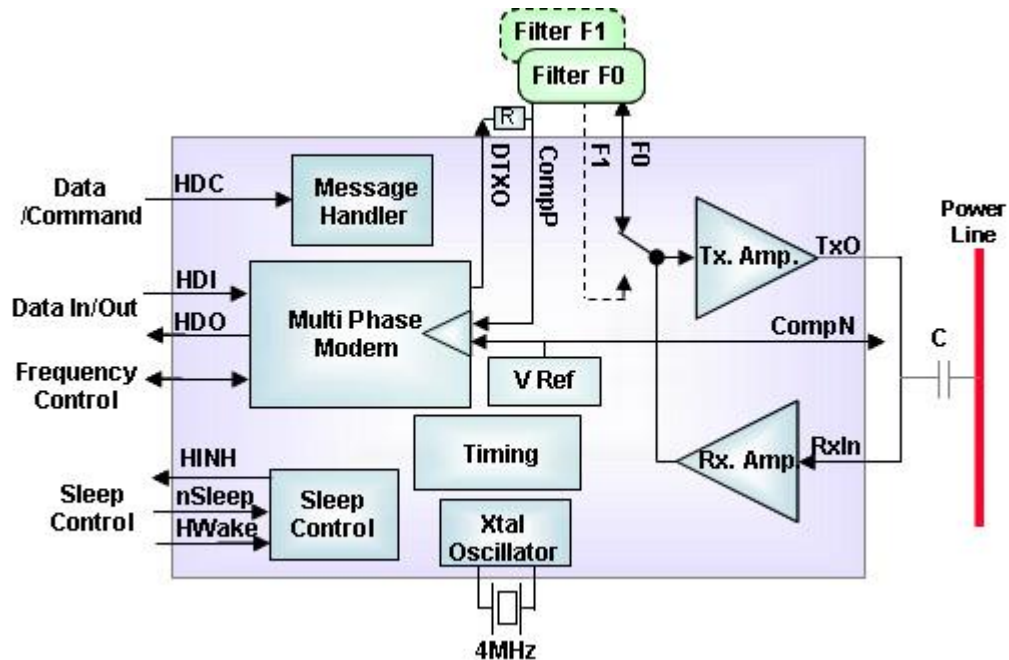 Filter F1
Filter F0
R
DTXO
CompP
F1
F0
Data
/Command
HDC
Message
Handler
Power
Line
Tx. Amp.
TxO
Data In/Out
HDI
HDO
Multi Phase
Modem
CompN
C
V Ref
Frequency
Control
Timing
Rx. Amp.
RxIn
Sleep
Control
HINH
nSleep
HWake
Sleep
Control
Xtal
Oscillator
4MHz